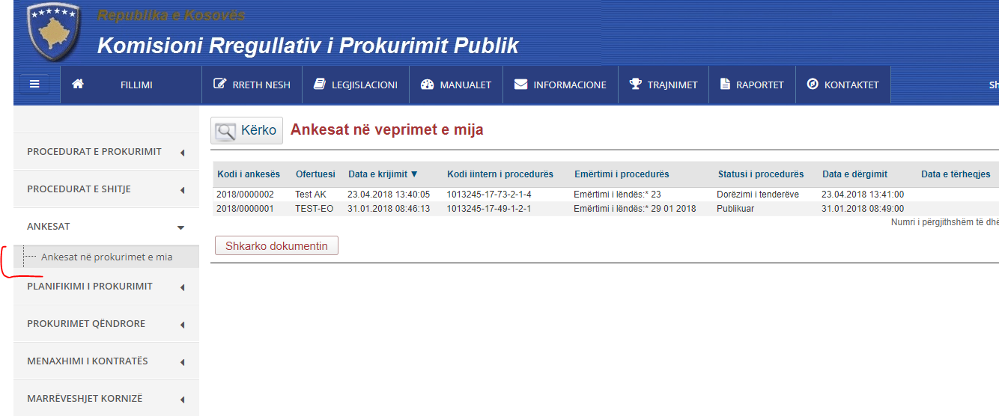 Republika e Kosovës
Komisioni Rregullativ i Prokurimit Publik
FILLIMI RRETH NESH LEGJISLACIONI MANUALET INFORMACIONE TRAJNIMET RAPORTET KONTAKTET Sh
PROCEDURAT E PROKURIMIT
PROCEDURAT E SHITJE
ANKESAT
Ankesat në prokurimet e mia
PLANIFIKIMI I PROKURIMIT
PROKURIMET QËNDRORE
MENAXHIMI I KONTRATËS
MARRËVESHJET KORNIZË
Kërko Ankesat në veprimet e mija
Kodi i ankesës Ofertuesi Data e krijimit ▼ Kodi iintern i procedurës Emërtimi i procedurës Statusi i procedurës Data e dërgimit Data e tërheqjes
2018/0000002 Test AK 23.04.2018 13:40:05 1013245-17-73-2-1-4 Emërtimi i lëndës:* 23 Dorëzimi i tenderëve 23.04.2018 13:41:00
2018/0000001 TEST-EO 31.01.2018 08:46:13 1013245-17-49-1-2-1 Emërtimi i lëndës:* 29 01 2018 Publikuar 31.01.2018 08:49:00
Numri i përgjithshëm të dhë
Shkarko dokumentin